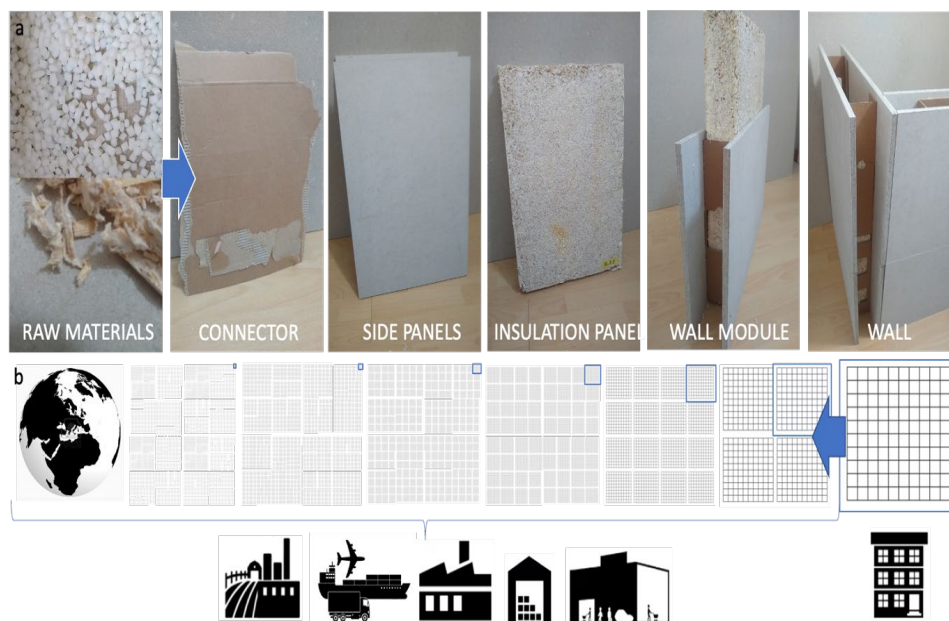 a
RAW MATERIALS
CONNECTOR
SIDE PANELS
INSULATION PANEL
WALL MODULE
WALL
b